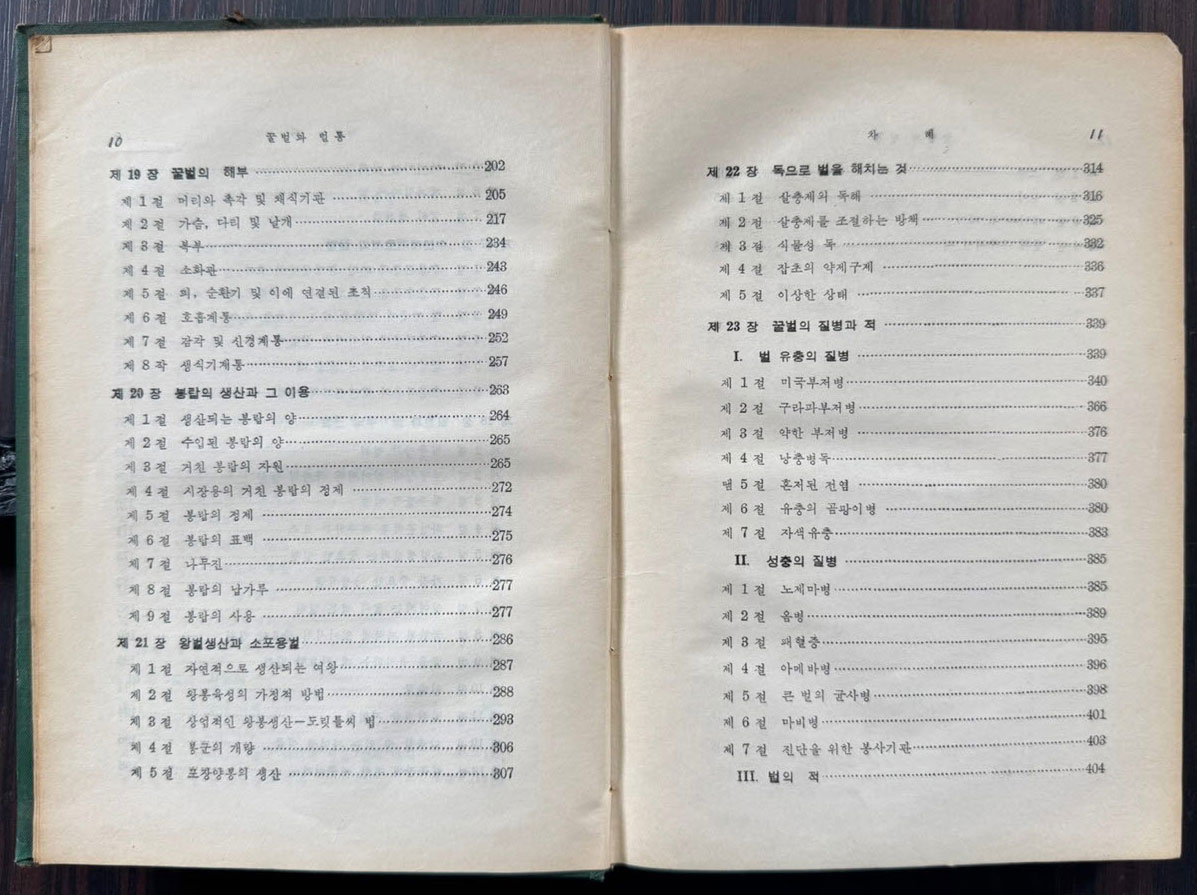 10 꿀벌와 벌통
제 19 장 꿀벌의 해부 ·····202
제 1 절 머리와 촉각 및 채식기관 ·····205
제 2 절 가슴, 다리 및 날개 ·····217
제 3 절 복부 ·····234
제 4 절 소화관 ·····243
제 5 절 피, 순환기 및 이에 연결된 조직 ·····246
제 6 절 호흡계통 ·····249
제 7 절 감각 및 신경계통 ·····252
제 8 작 생식기계통 ·····257
제 20 장 봉랍의 생산과 그 이용 ·····263
제 1 절 생산되는 봉랍의 양 ·····264
제 2 절 수입된 봉랍의 양 ·····265
제 3 절 거친 봉랍의 자원 ·····265
제 4 절 시장용의 거친 봉랍의 정제 ·····272
제 5 절 봉랍의 정제 ·····274
제 6 절 봉랍의 표백 ·····275
제 7 절 나무진 ·····276
제 8 절 봉랍의 납가루 ·····277
제 9 절 봉랍의 사용 ·····277
제 21 장 왕벌생산과 소포용벌 ·····286
제 1 절 자연적으로 생산되는 여왕 ·····287
제 2 절 왕봉육성의 가정적 방법 ·····288
제 3 절 상업적인 왕봉생산—도릿틀씨 법 ·····293
제 4 절 봉군의 개량 ·····306
제 5 절 포장양봉의 생산 ·····307
차 례 11
제 22 장 독으로 벌을 해치는 것 ·····314
제 1 절 살충제의 독해 ·····316
제 2 절 살충제를 조절하는 방책 ·····325
제 3 절 식물성 독 ·····332
제 4 절 잡초의 약제구제 ·····336
제 5 절 이상한 상태 ·····337
제 23 장 꿀벌의 질병과 적 ·····339
I. 벌 유충의 질병 ·····339
제 1 절 미국부저병 ·····340
제 2 절 구라파부저병 ·····366
제 3 절 약한 부저병 ·····376
제 4 절 낭충병독 ·····377
뎀 5 절 혼저된 전염 ·····380
제 6 절 유충의 곰팡이병 ·····380
제 7 절 자색유충 ·····383
II. 성충의 질병 ·····385
제 1 절 노제마병 ·····385
제 2 절 옴병 ·····389
제 3 절 패혈증 ·····395
제 4 절 아메바병 ·····396
제 5 절 큰 벌의 균사병 ·····398
제 6 절 마비병 ·····401
제 7 절 진단을 위한 봉사기관 ·····403
III. 벌의 적 ·····404